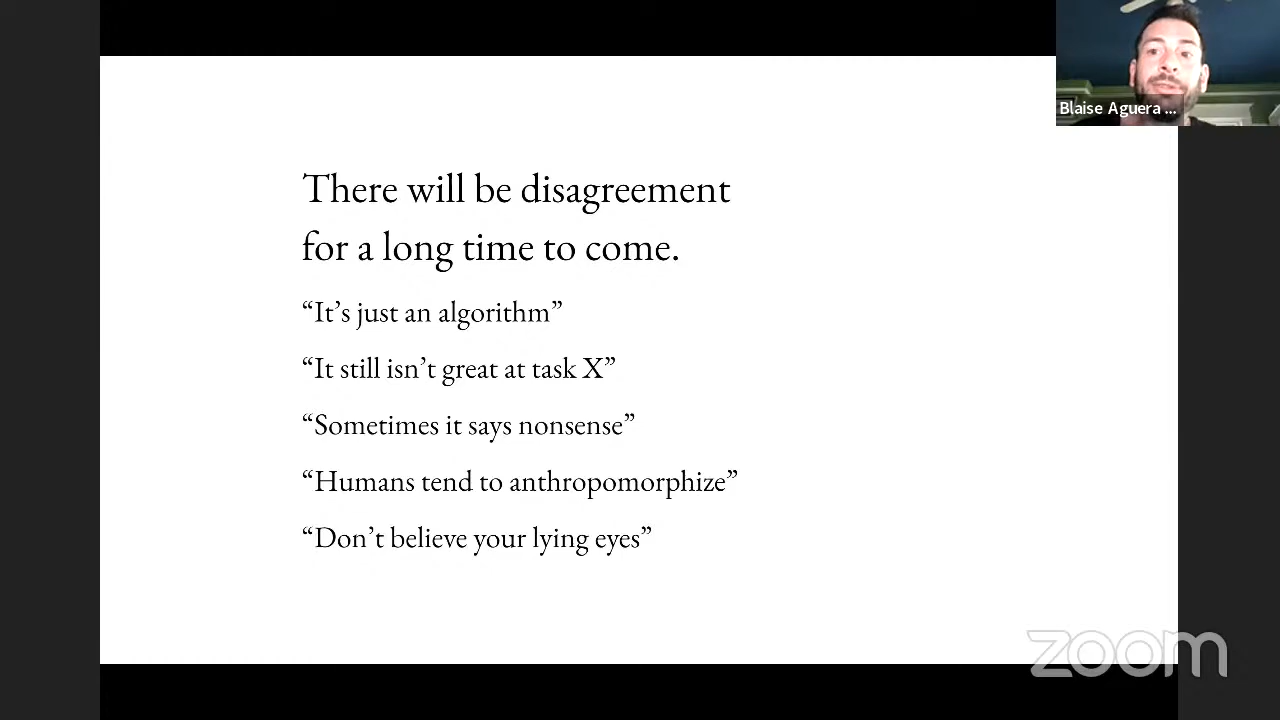 Blaise Aguera ...
There will be disagreement
for a long time to come.
“It’s just an algorithm”
“It still isn’t great at task X”
“Sometimes it says nonsense”
“Humans tend to anthropomorphize”
“Don’t believe your lying eyes”
zoom